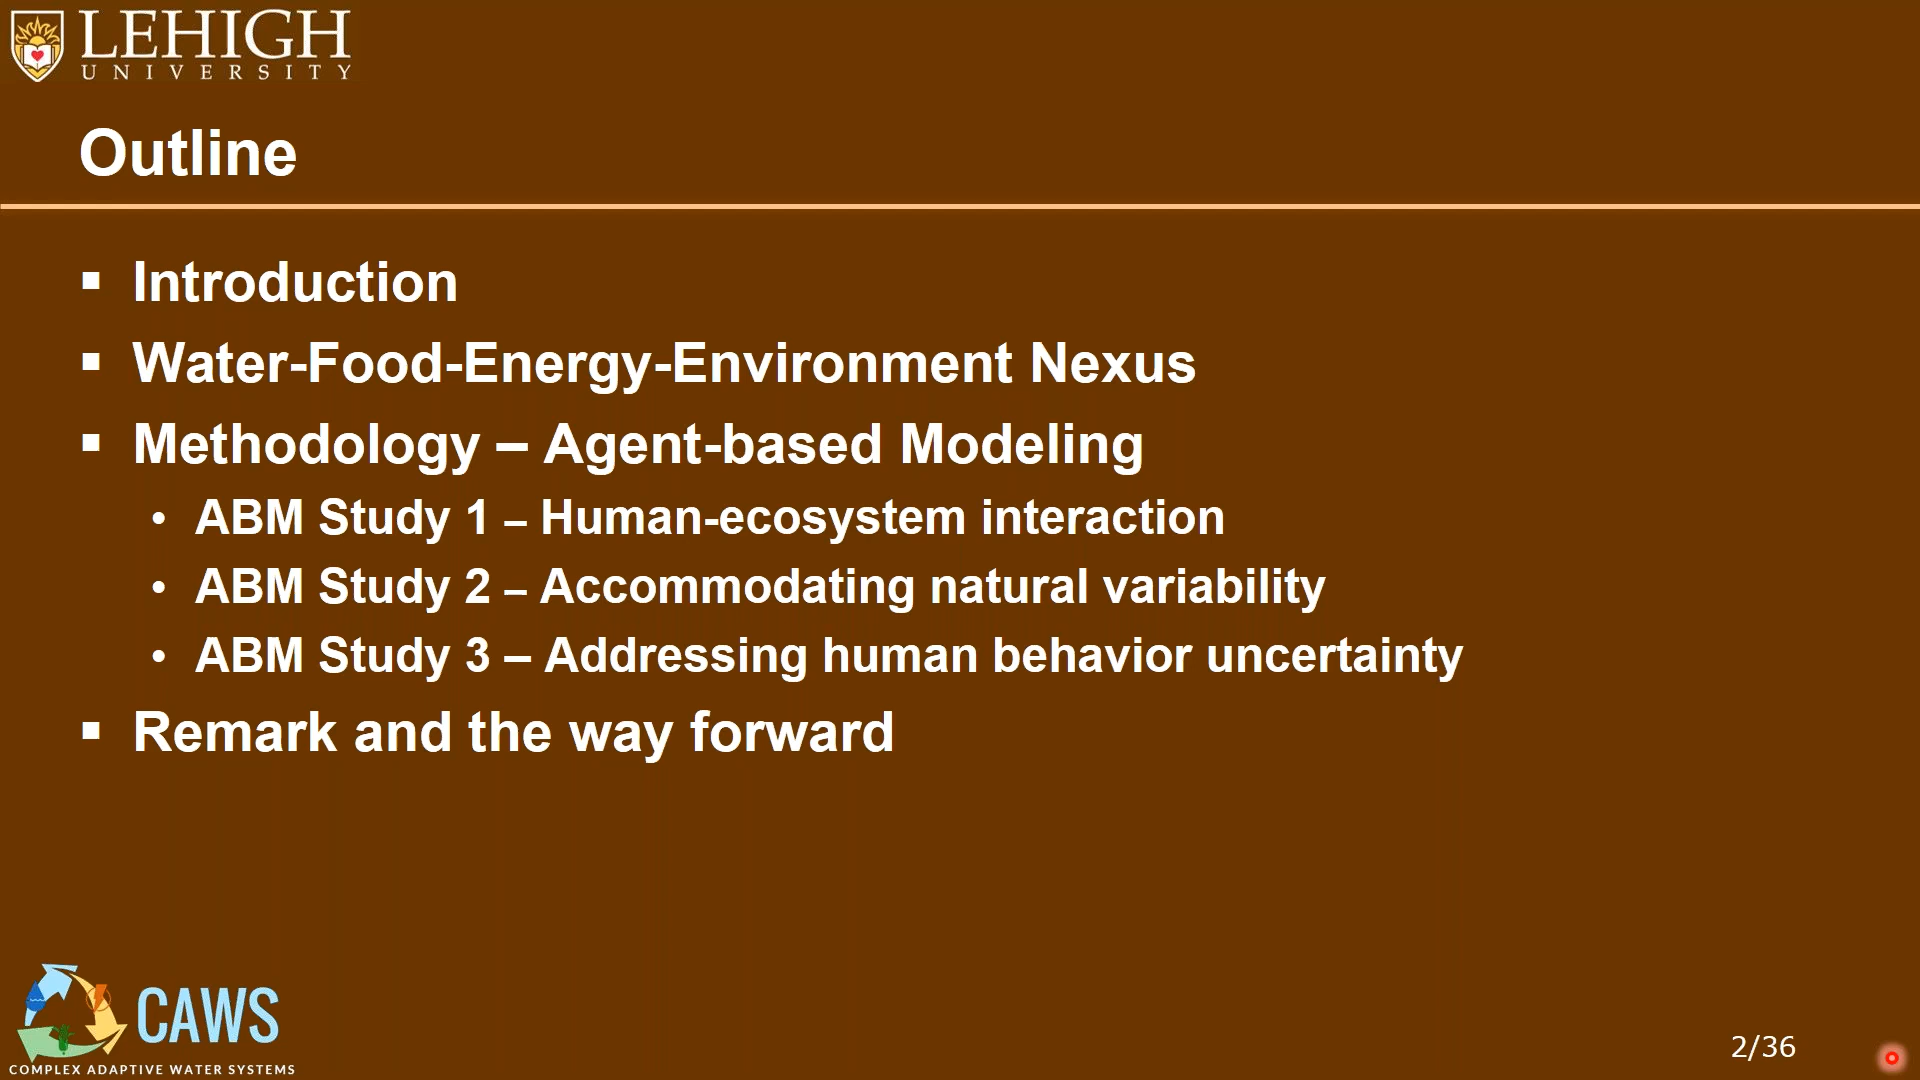 LEHIGH
UNIVERSITY
Outline
▪ Introduction
▪ Water-Food-Energy-Environment Nexus
▪ Methodology – Agent-based Modeling
• ABM Study 1 – Human-ecosystem interaction
• ABM Study 2 – Accommodating natural variability
• ABM Study 3 – Addressing human behavior uncertainty
▪ Remark and the way forward
CAWS
COMPLEX ADAPTIVE WATER SYSTEMS
2/36